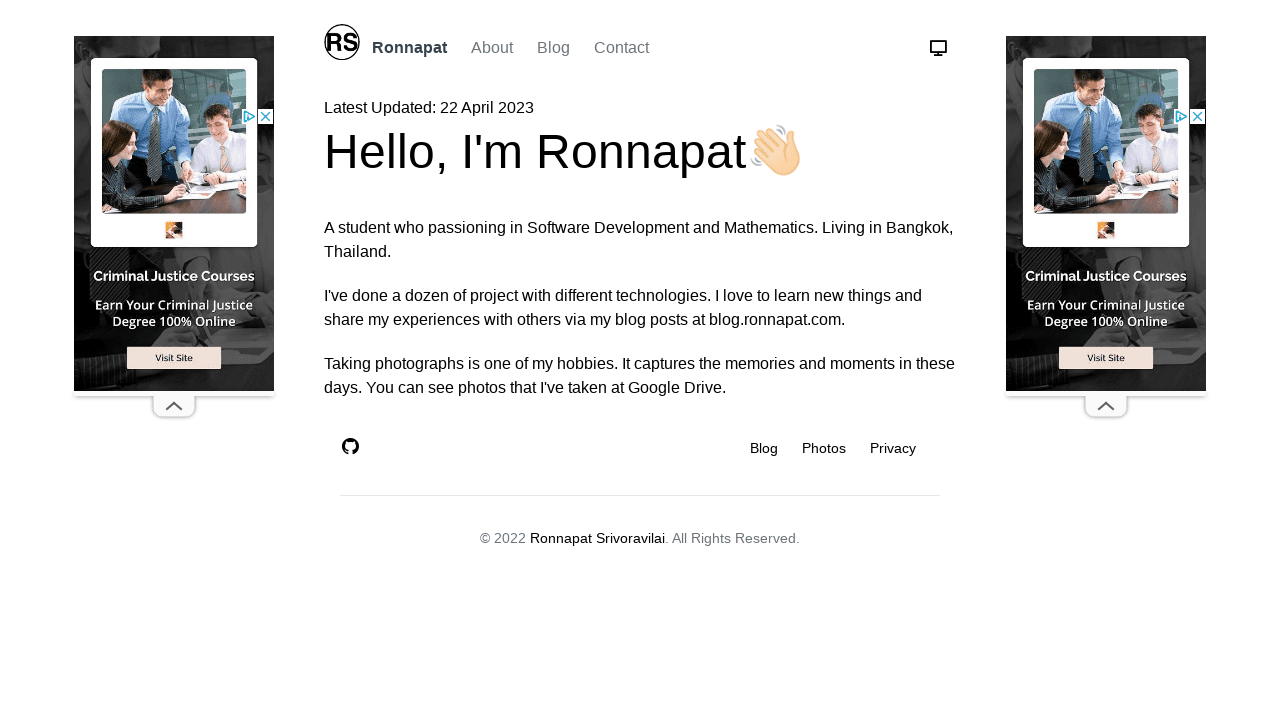 RS
Ronnapat About Blog Contact
Latest Updated: 22 April 2023
Hello, I'm Ronnapat
A student who passioning in Software Development and Mathematics. Living in Bangkok,
Thailand.
I've done a dozen of project with different technologies. I love to learn new things and
share my experiences with others via my blog posts at blog.ronnapat.com.
Taking photographs is one of my hobbies. It captures the memories and moments in these
days. You can see photos that I've taken at Google Drive.
Blog Photos Privacy
© 2022 Ronnapat Srivoravilai. All Rights Reserved.
Criminal Justice Courses
Earn Your Criminal Justice
Degree 100% Online
Visit Site
Criminal Justice Courses
Earn Your Criminal Justice
Degree 100% Online
Visit Site